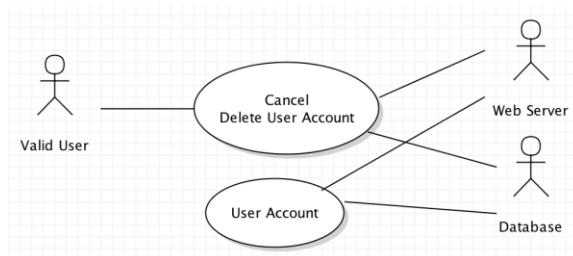 Cancel
Delete User Account
Web Server
Valid User
User Account
Database